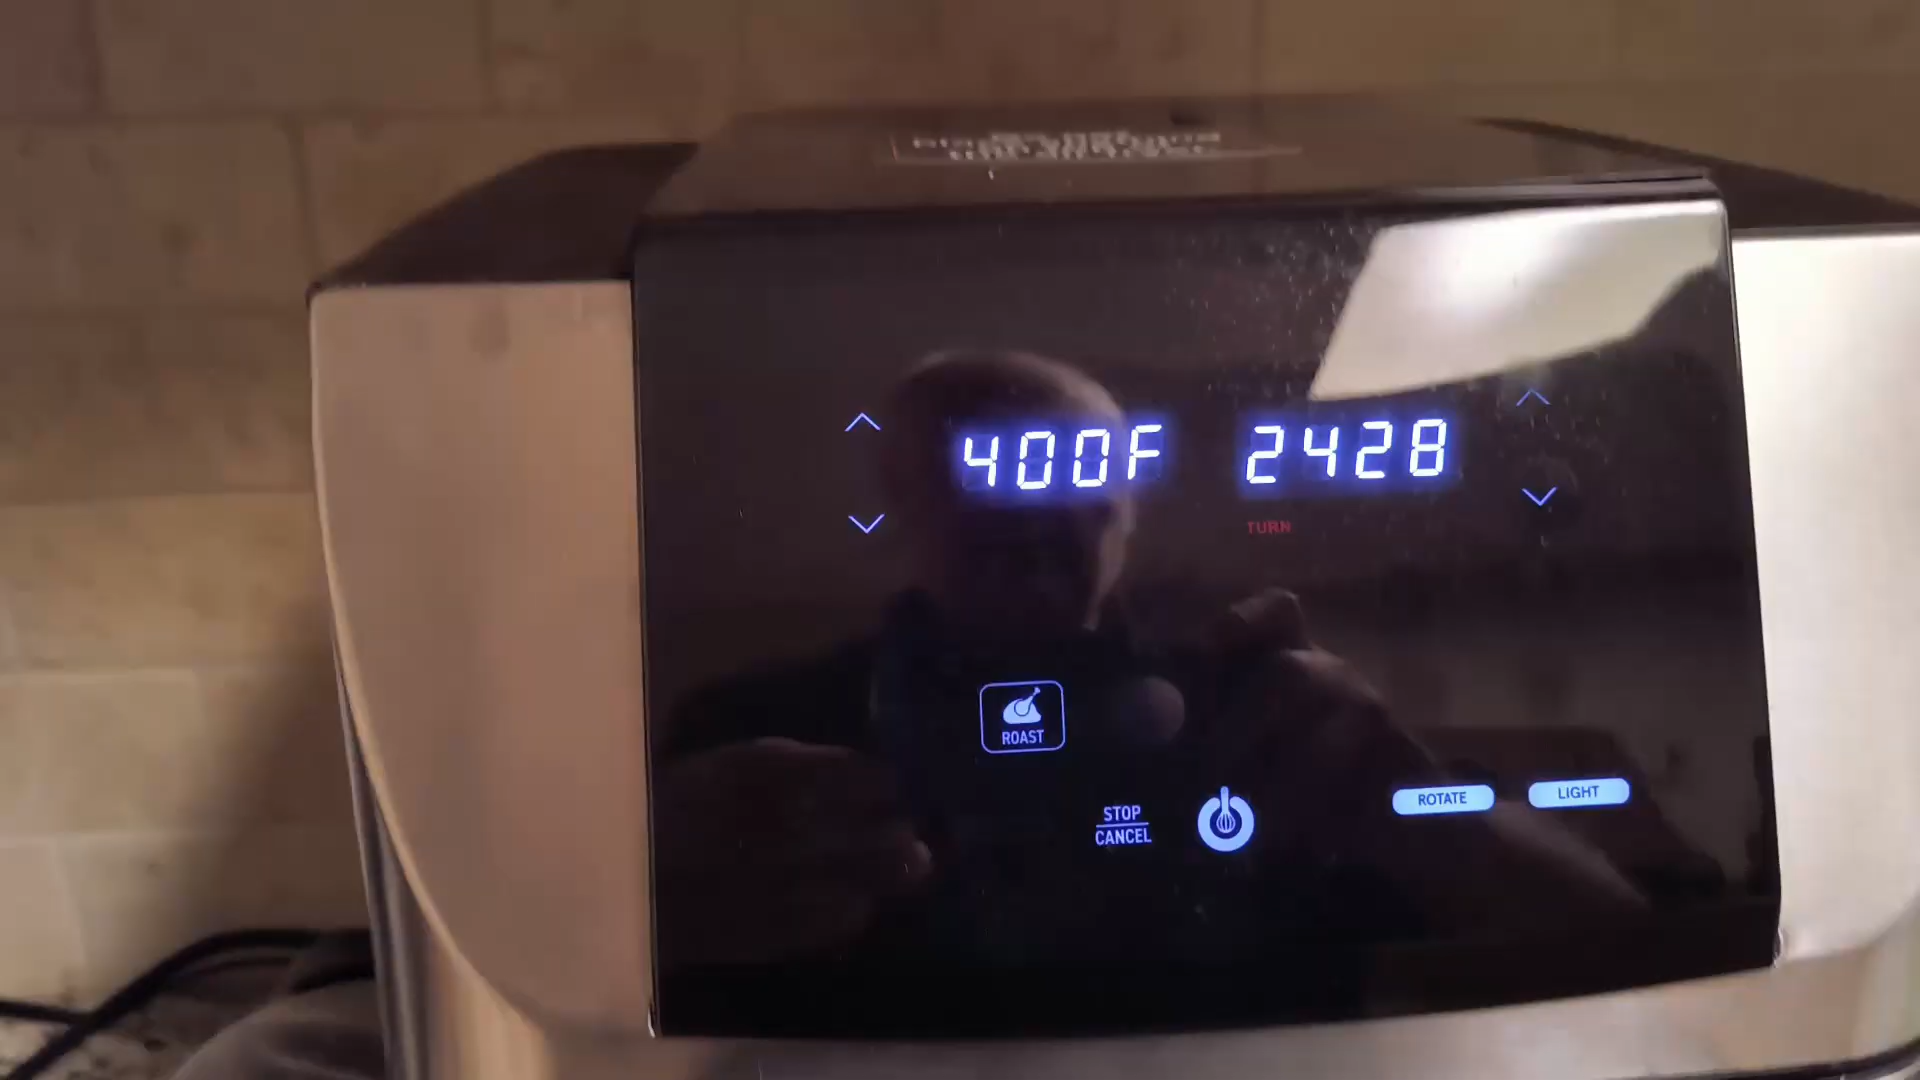 400F 2428
TURN
ROAST
STOP
CANCEL
ROTATE
LIGHT